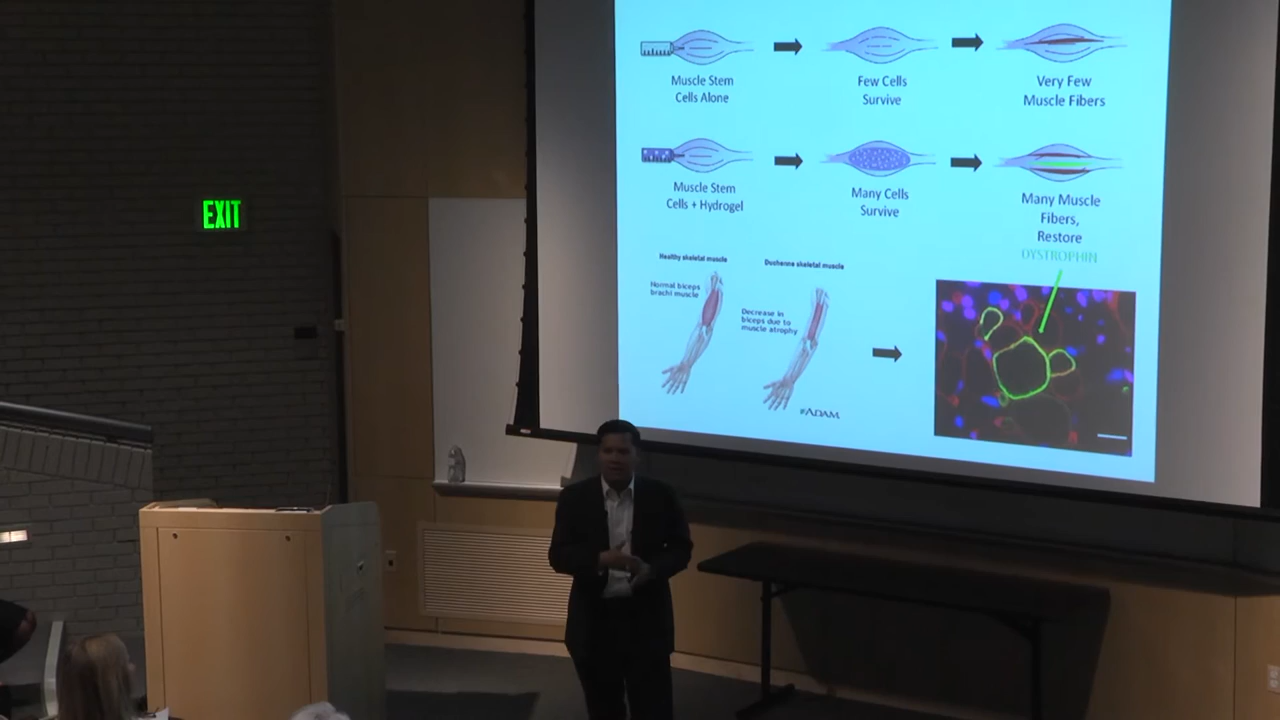 Muscle Stem
Cells Alone
Few Cells
Survive
Very Few
Muscle Fibers
Muscle Stem
Cells + Hydrogel
Many Cells
Survive
Many Muscle
Fibers,
Restore
DYSTROPHIN
Healthy skeletal muscle
Normal biceps
brachi muscle
Duchenne skeletal muscle
Decrease in
biceps due to
muscle atrophy
ADAM
EXIT